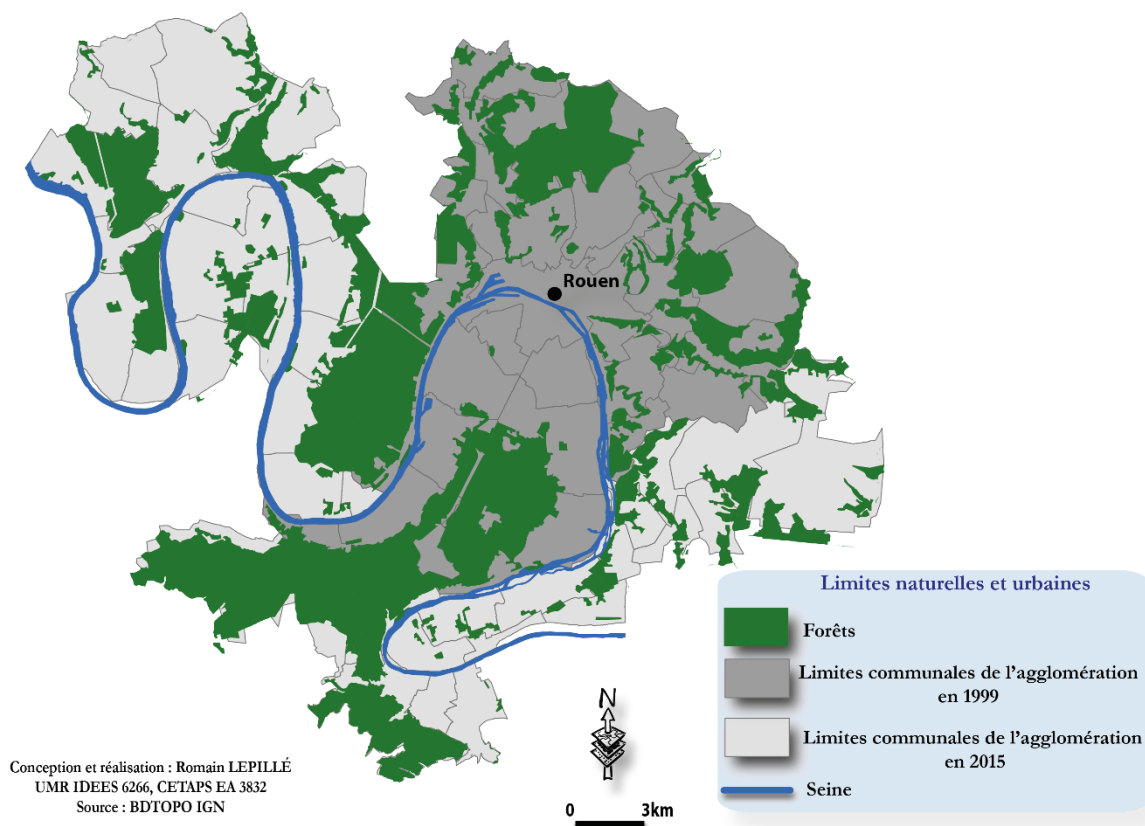 Rouen
Limites naturelles et urbaines
Forêts
Limites communales de l'agglomération
en 1999
Limites communales de l'agglomération
en 2015
Seine
N
0 3km
Conception et réalisation : Romain LEPILLÉ
UMR IDEES 6266, CETAPS EA 3832
Source : BDTOPO IGN